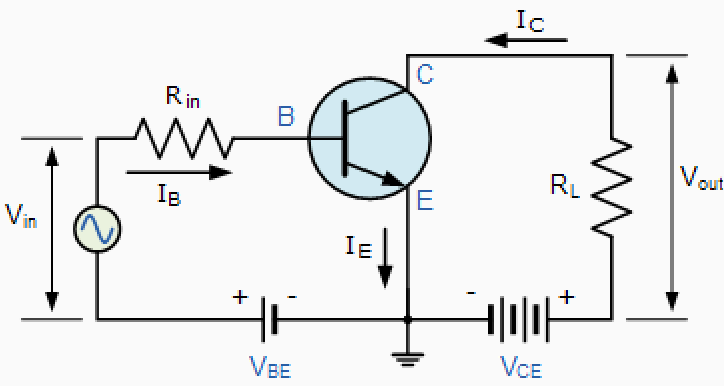 I_C
C
R_in
B
I_B
V_in
E
I_E
R_L
V_out
+ -
V_BE
- +
V_CE